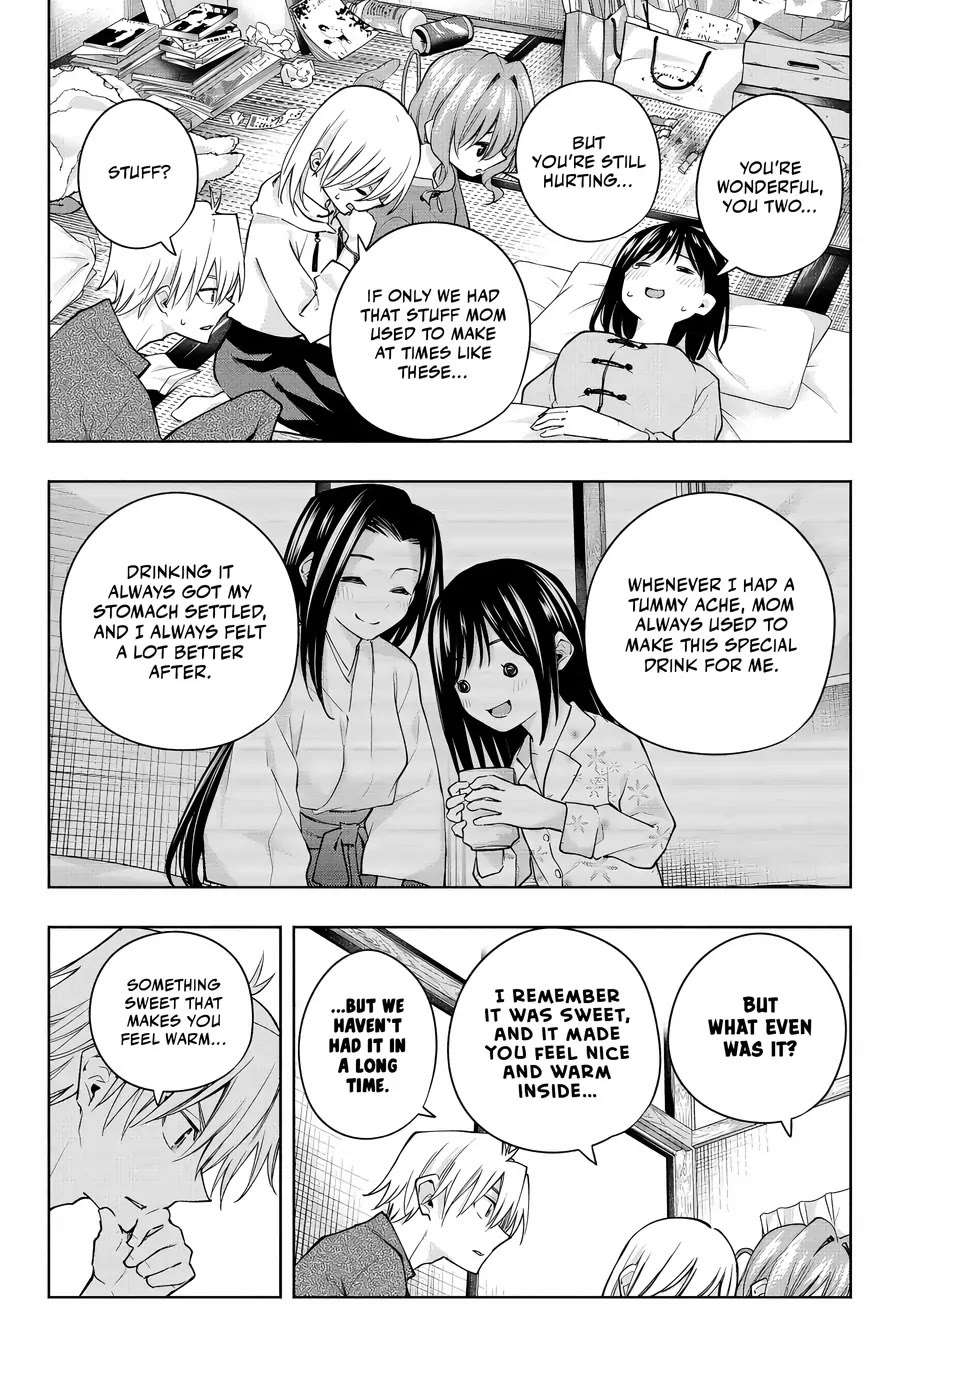 YOU'RE
WONDERFUL,
YOU TWO...
BUT
YOU'RE STILL
HURTING...
IF ONLY WE HAD
THAT STUFF MOM
USED TO MAKE
AT TIMES LIKE
THESE...
STUFF?
WHENEVER I HAD A
TUMMY ACHE, MOM
ALWAYS USED TO
MAKE THIS SPECIAL
DRINK FOR ME.
DRINKING IT
ALWAYS GOT MY
STOMACH SETTLED,
AND I ALWAYS FELT
A LOT BETTER
AFTER.
BUT
WHAT EVEN
WAS IT?
I REMEMBER
IT WAS SWEET,
AND IT MADE
YOU FEEL NICE
AND WARM
INSIDE...
...BUT WE
HAVEN'T
HAD IT IN
A LONG
TIME.
SOMETHING
SWEET THAT
MAKES YOU
FEEL WARM...